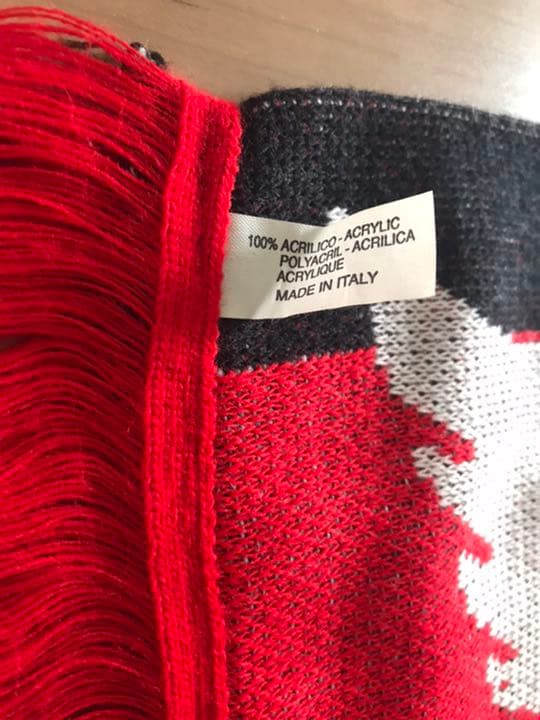 100% ACRILICO - ACRYLIC
POLYACRIL - ACRILICA
ACRYLIQUE
MADE IN ITALY